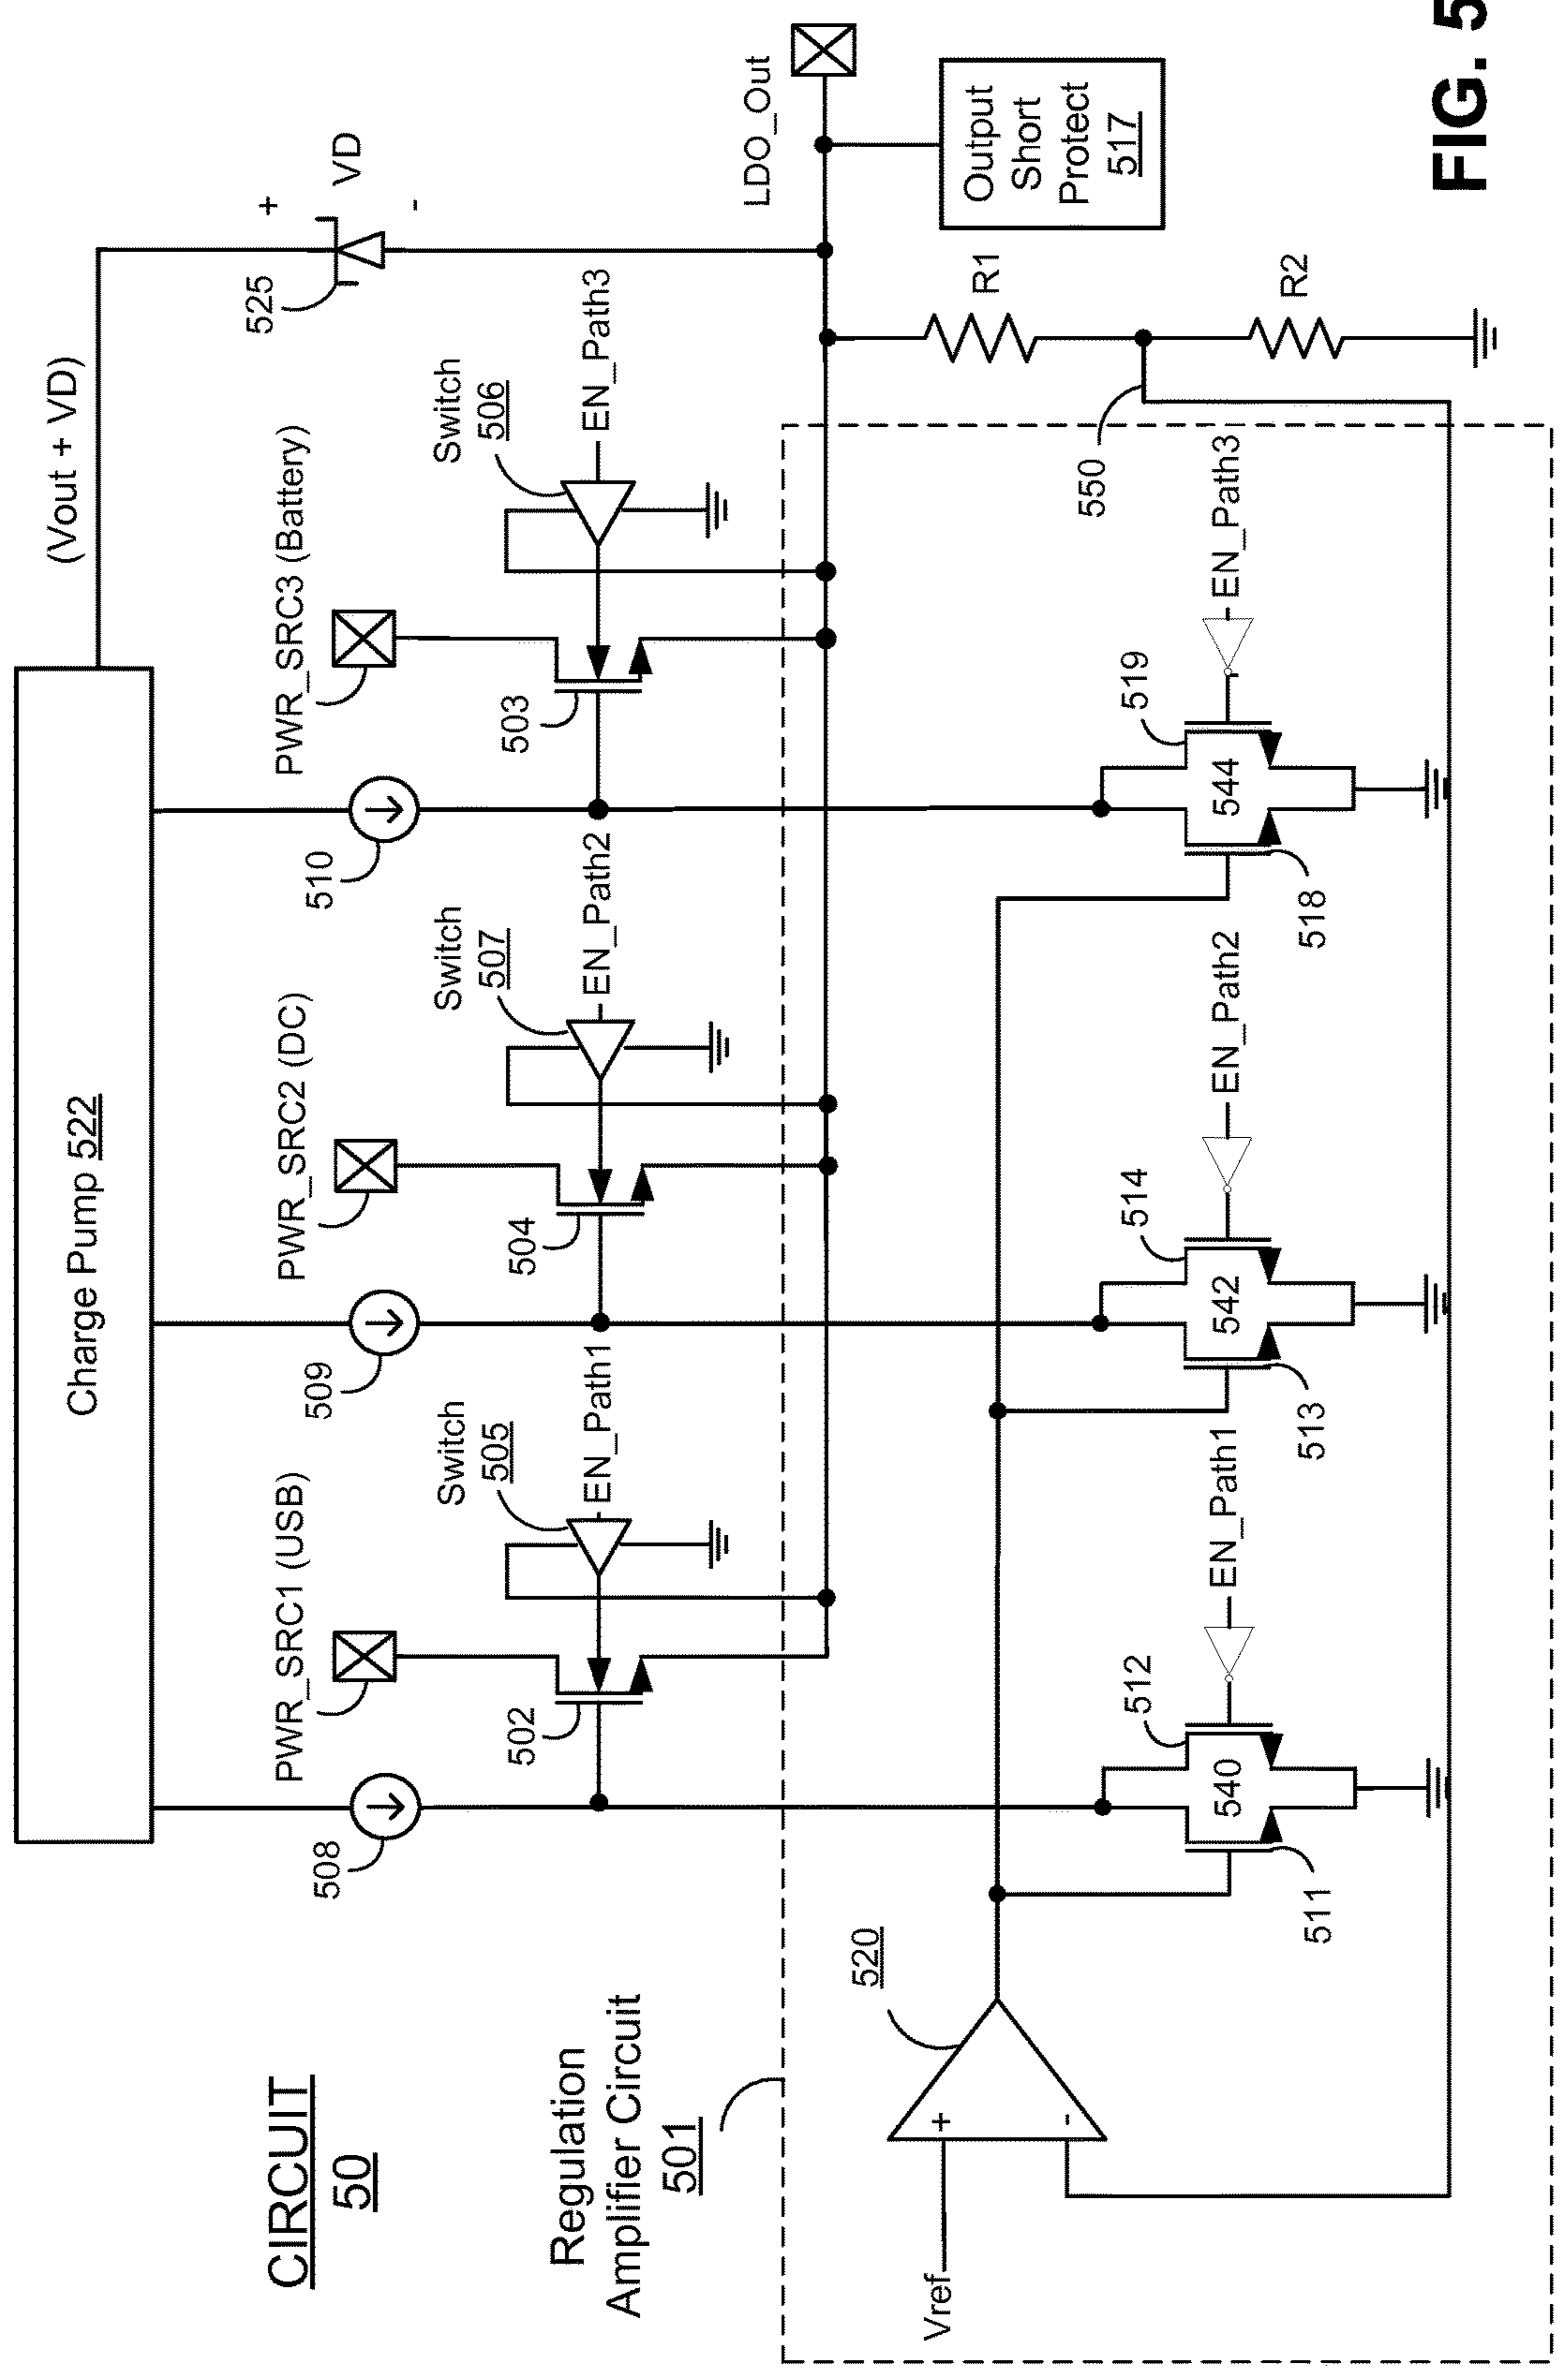 CIRCUIT
50
Charge Pump 522
(Vout + VD)
525
+
VD
-
508
PWR_SRC1 (USB)
502
Switch
505
EN_Path1
509
PWR_SRC2 (DC)
504
Switch
507
EN_Path2
510
PWR_SRC3 (Battery)
503
Switch
506
EN_Path3
LDO_Out
Output
Short
Protect
517
R1
R2
550
Regulation
Amplifier Circuit
501
Vref
+
-
520
511
540
512
EN_Path1
513
542
514
EN_Path2
518
544
519
EN_Path3
FIG. 5